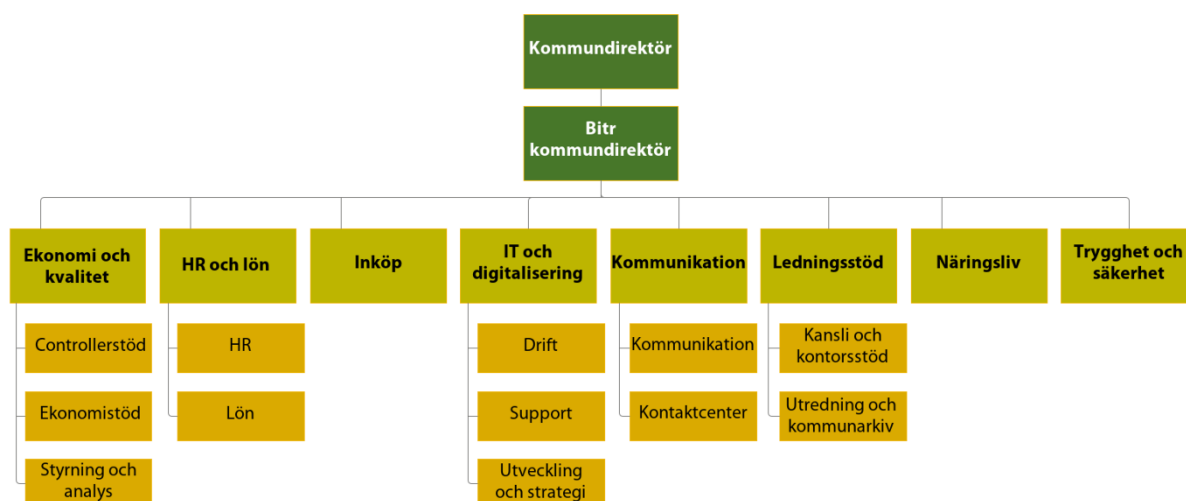 Kommundirektör
Bitr
kommundirektör
Ekonomi och
kvalitet
HR och lön
Inköp
IT och
digitalisering
Kommunikation
Ledningsstöd
Näringsliv
Trygghet och
säkerhet
Controllerstöd
HR
Drift
Kommunikation
Kansli och
kontorsstöd
Ekonomistöd
Lön
Support
Kontaktcenter
Utredning och
kommunarkiv
Styrning och
analys
Utveckling
och strategi